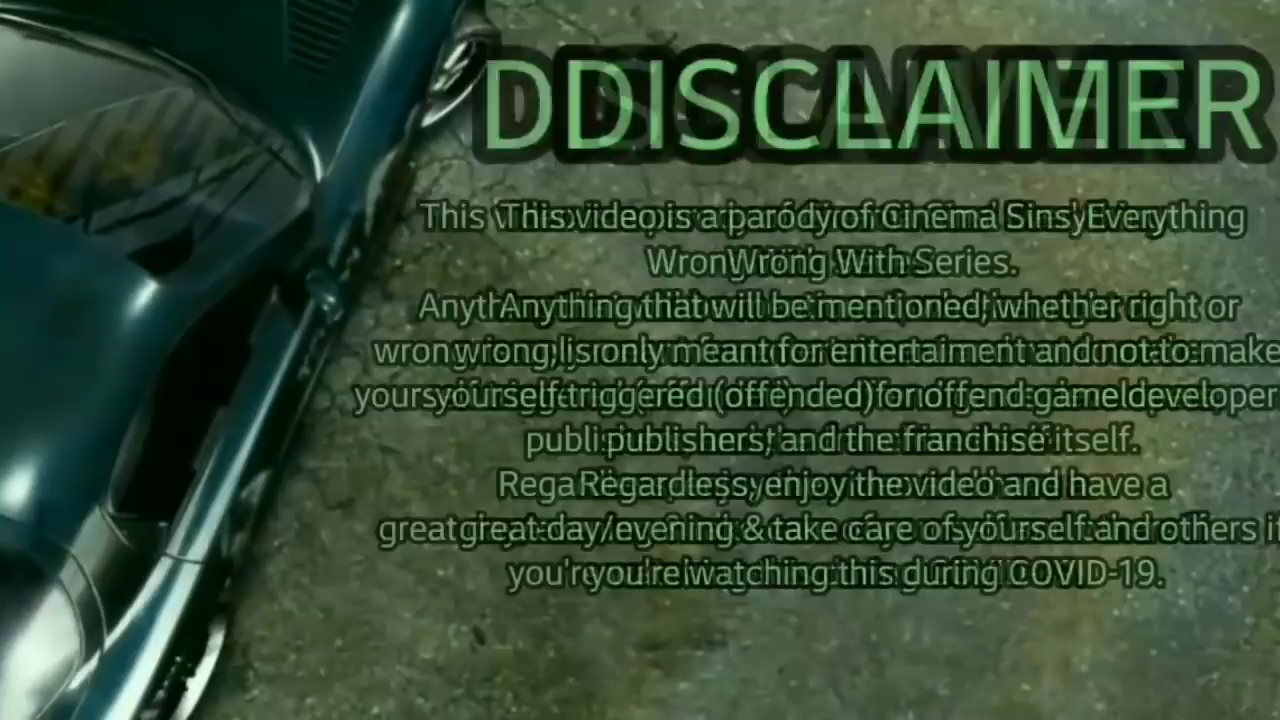 DISCLAIMER
This video is a parody of Cinema Sins Everything
Wrong With Series.
Anything that will be mentioned, whether right or
wrong, is only meant for entertaiment and not to make
yourself triggered (offended) or offend game developer
publishers, and the franchise itself.
Regardless, enjoy the video and have a
great day/evening & take care of yourself and others i
you're watching this during COVID-19.